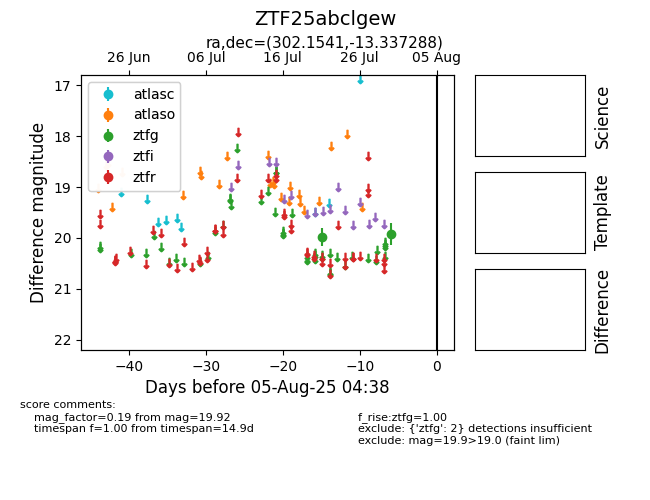 ZTF25abclgew
ra,dec=(302.1541,-13.337288)
26 Jun 06 Jul 16 Jul 26 Jul 05 Aug
17
18
19
20
21
22
Difference magnitude
atlasc
atlaso
ztfg
ztfi
ztfr
−40 −30 −20 −10 0
Days before 05-Aug-25 04:38
Science
Template
Difference
score comments:
mag_factor=0.19 from mag=19.92
timespan f=1.00 from timespan=14.9d
f_rise:ztfg=1.00
exclude: {'ztfg': 2} detections insufficient
exclude: mag=19.9>19.0 (faint lim)